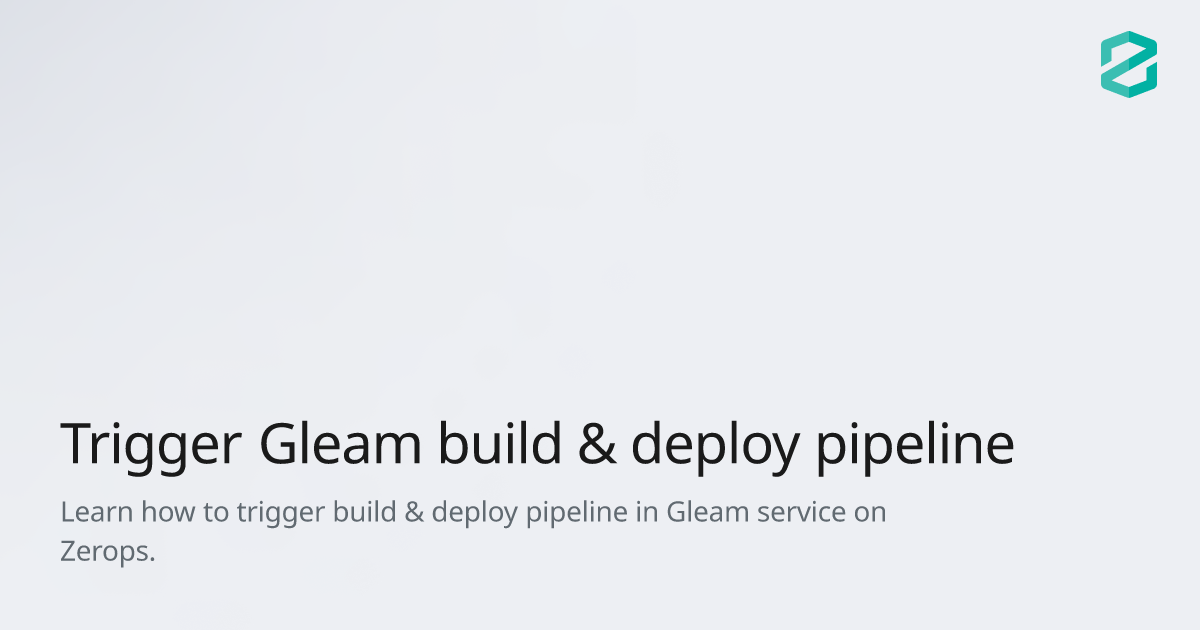 Trigger Gleam build & deploy pipeline
Learn how to trigger build & deploy pipeline in Gleam service on
Zerops.